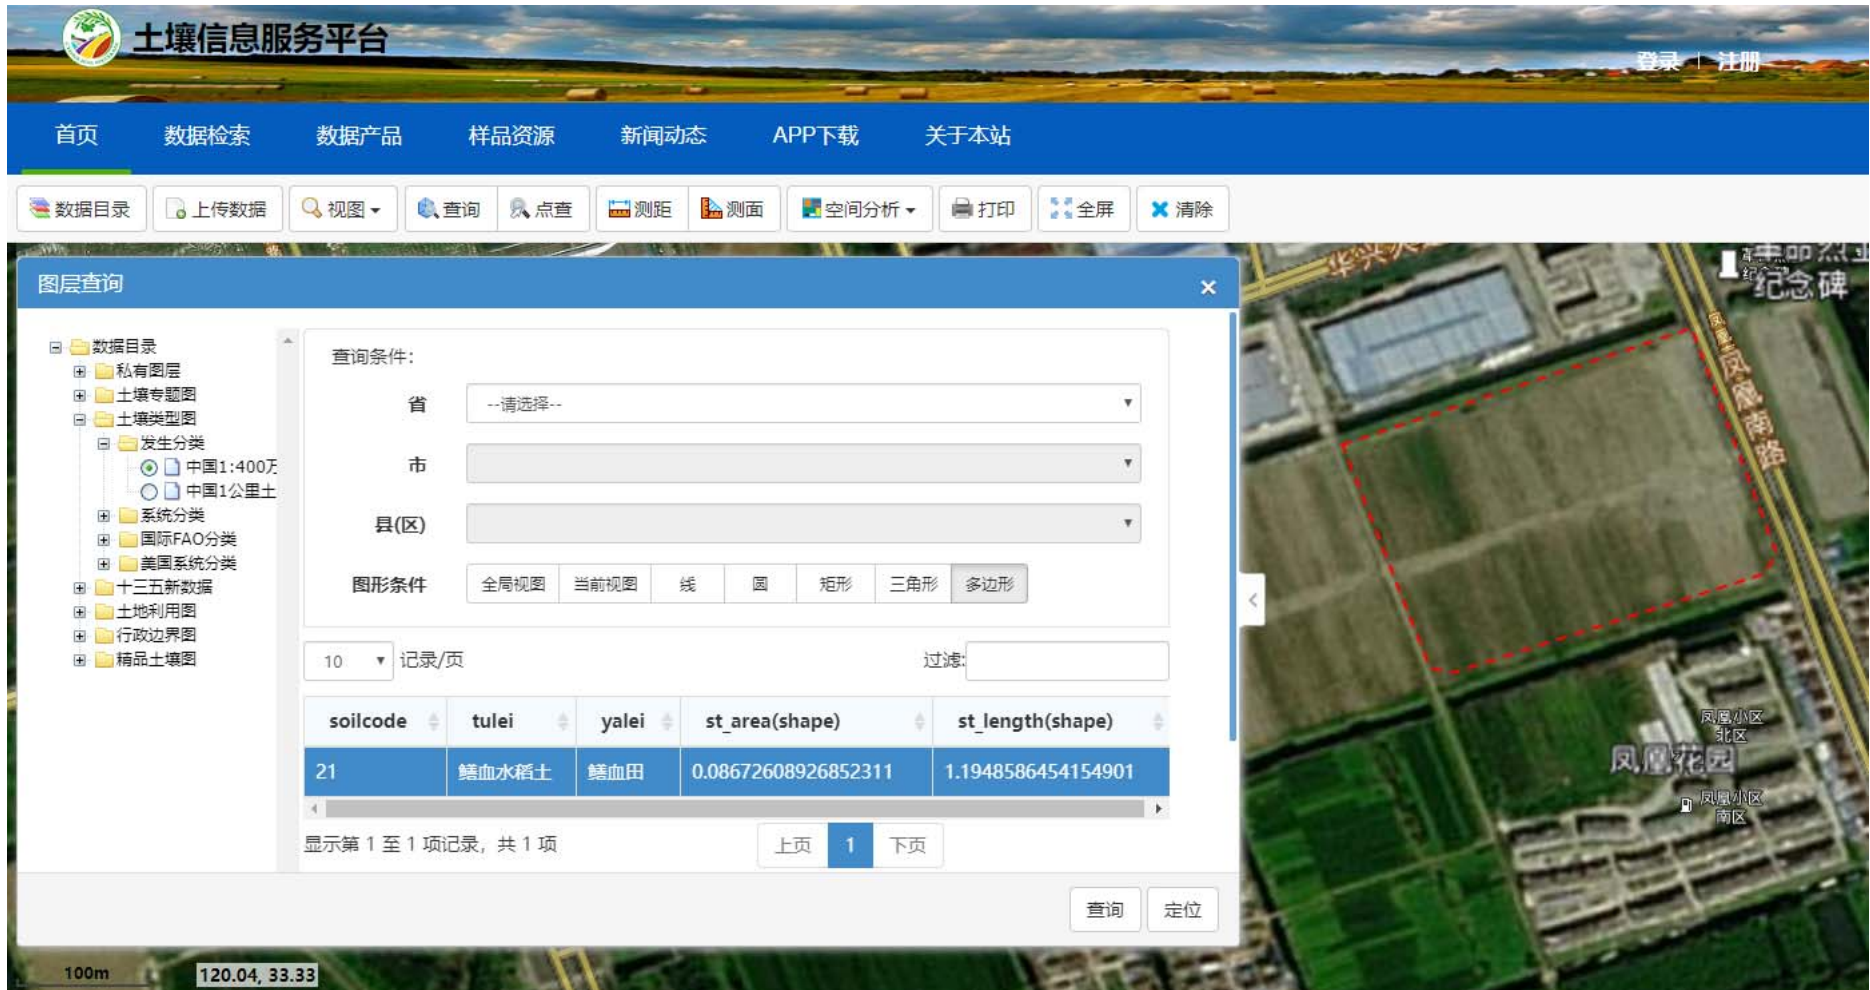 土壤信息服务平台
登录 | 注册
首页 数据检索 数据产品 样品资源 新闻动态 APP下载 关于本站
数据目录 上传数据 视图 查询 点查 测距 测面 空间分析 打印 全屏 清除
图层查询 ×
数据目录
私有图层
土壤专题图
土壤类型图
发生分类
中国1:400万
中国1公里土
系统分类
国际FAO分类
美国系统分类
十三五新数据
土地利用图
行政边界图
精品土壤图
查询条件:
省 --请选择--
市
县(区)
图形条件 全局视图 当前视图 线 圆 矩形 三角形 多边形
10 记录/页 过滤:
soilcode tulei yalei st_area(shape) st_length(shape)
21 鳝血水稻土 鳝血田 0.08672608926852311 1.1948586454154901
显示第 1 至 1 项记录, 共 1 项 上页 1 下页
查询 定位
纪念碑
凤凰南路
凤凰小区
北区
凤凰花园
凤凰小区
南区
100m 120.04, 33.33